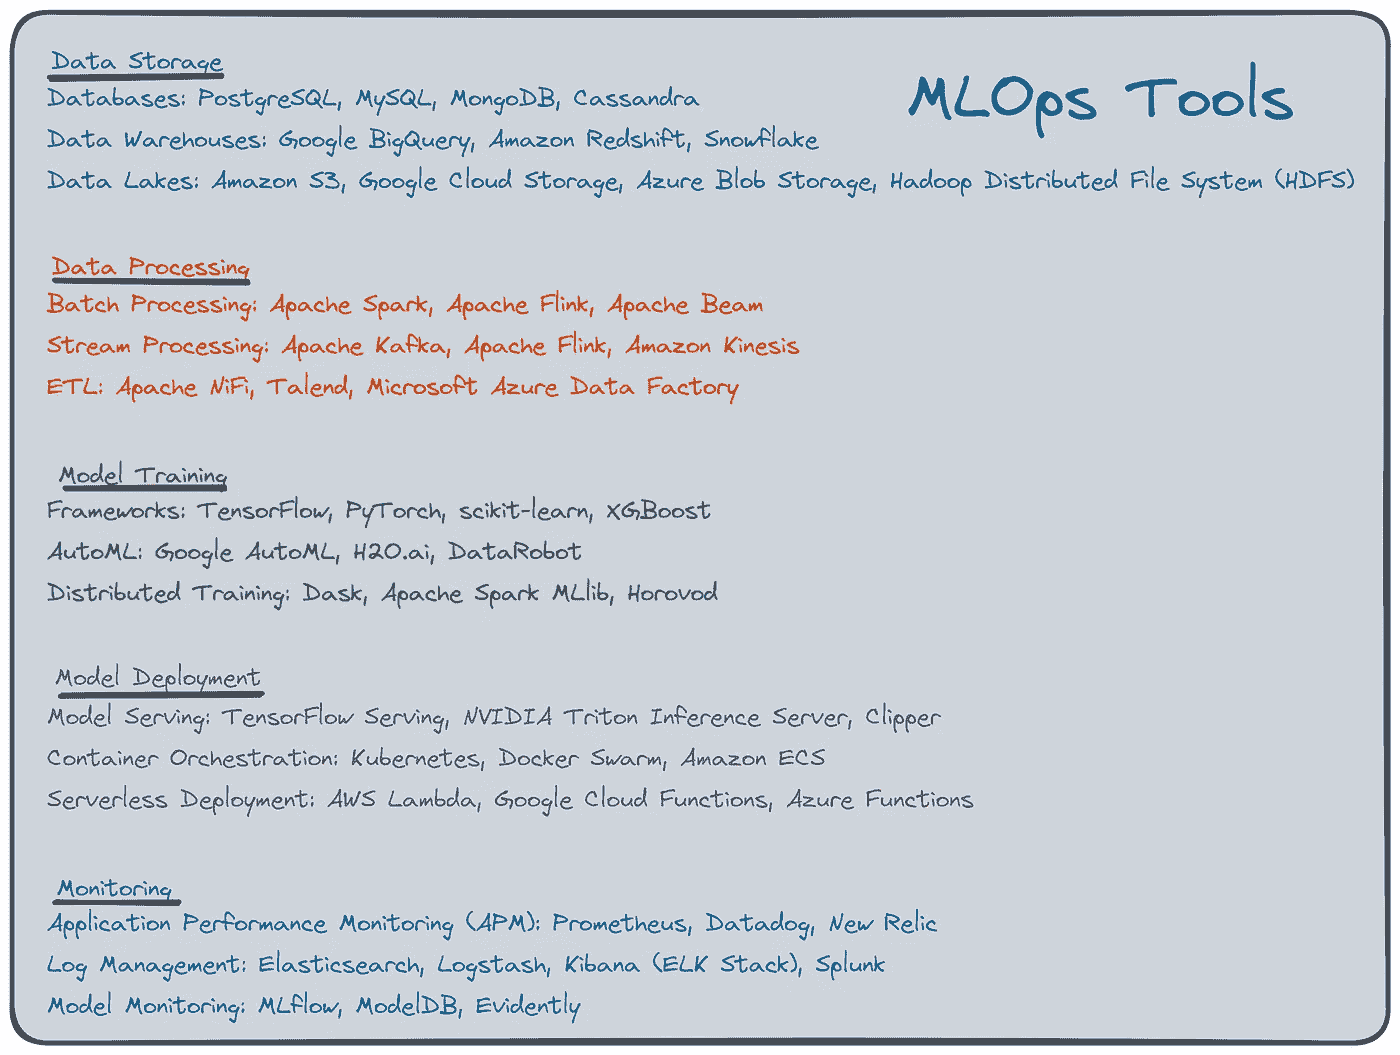 Data Storage
MLOps Tools
Databases: PostgreSQL, MySQL, MongoDB, Cassandra
Data Warehouses: Google BigQuery, Amazon Redshift, Snowflake
Data Lakes: Amazon S3, Google Cloud Storage, Azure Blob Storage, Hadoop Distributed File System (HDFS)
Data Processing
Batch Processing: Apache Spark, Apache Flink, Apache Beam
Stream Processing: Apache Kafka, Apache Flink, Amazon Kinesis
ETL: Apache NiFi, Talend, Microsoft Azure Data Factory
Model Training
Frameworks: TensorFlow, PyTorch, scikit-learn, XGBoost
AutoML: Google AutoML, H2O.ai, DataRobot
Distributed Training: Dask, Apache Spark MLlib, Horovod
Model Deployment
Model Serving: TensorFlow Serving, NVIDIA Triton Inference Server, Clipper
Container Orchestration: Kubernetes, Docker Swarm, Amazon ECS
Serverless Deployment: AWS Lambda, Google Cloud Functions, Azure Functions
Monitoring
Application Performance Monitoring (APM): Prometheus, Datadog, New Relic
Log Management: Elasticsearch, Logstash, Kibana (ELK Stack), Splunk
Model Monitoring: MLflow, ModelDB, Evidently